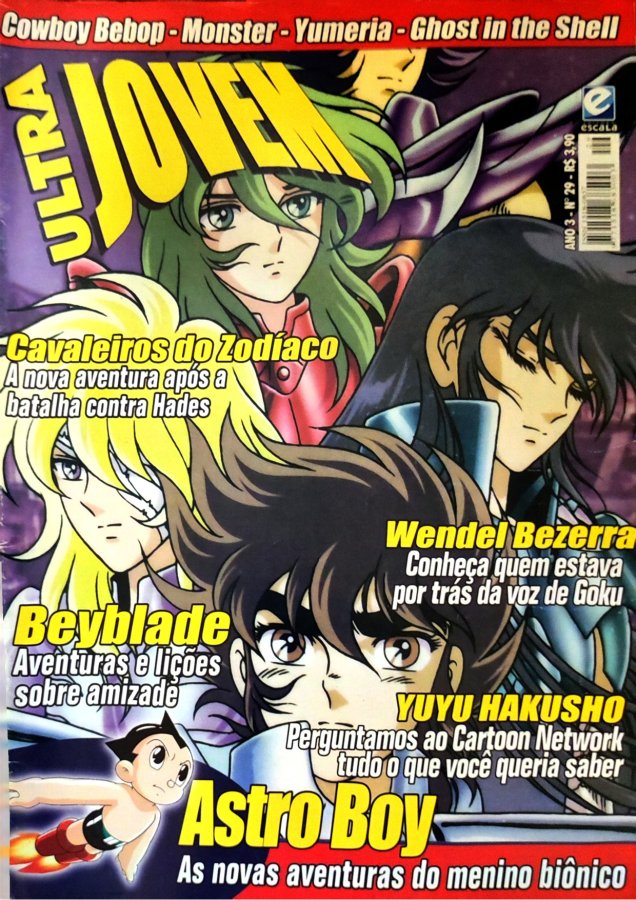 Cowboy Bebop - Monster - Yumeria - Ghost in the Shell
ULTRA
JOVEM
escala
ANO 3 - Nº 29 - R$ 3,90
Cavaleiros do Zodíaco
A nova aventura após a
batalha contra Hades
Wendel Bezerra
Conheça quem estava
por trás da voz de Goku
Beyblade
Aventuras e lições
sobre amizade
YUYU HAKUSHO
Perguntamos ao Cartoon Network
tudo o que você queria saber
Astro Boy
As novas aventuras do menino biônico